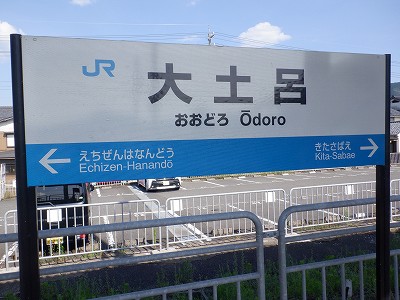 JR
大土呂
おおどろ Ōdoro
えちぜんはなんどう
Echizen-Hanandō
きたさばえ
Kita-Sabae